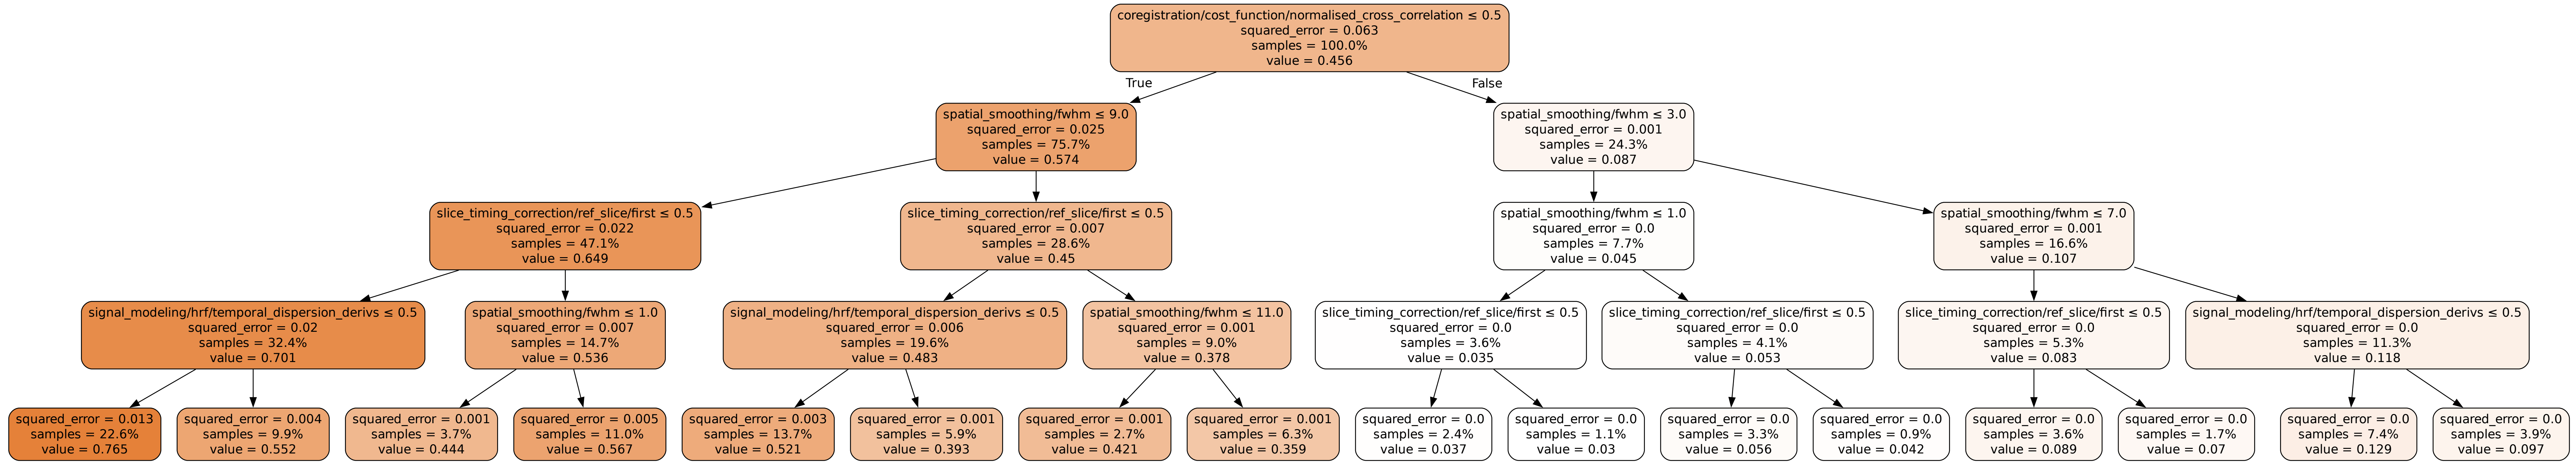 coregistration/cost_function/normalised_cross_correlation ≤ 0.5
squared_error = 0.063
samples = 100.0%
value = 0.456
True
False
spatial_smoothing/fwhm ≤ 9.0
squared_error = 0.025
samples = 75.7%
value = 0.574
spatial_smoothing/fwhm ≤ 3.0
squared_error = 0.001
samples = 24.3%
value = 0.087
slice_timing_correction/ref_slice/first ≤ 0.5
squared_error = 0.022
samples = 47.1%
value = 0.649
slice_timing_correction/ref_slice/first ≤ 0.5
squared_error = 0.007
samples = 28.6%
value = 0.45
spatial_smoothing/fwhm ≤ 1.0
squared_error = 0.0
samples = 7.7%
value = 0.045
spatial_smoothing/fwhm ≤ 7.0
squared_error = 0.001
samples = 16.6%
value = 0.107
signal_modeling/hrf/temporal_dispersion_derivs ≤ 0.5
squared_error = 0.02
samples = 32.4%
value = 0.701
spatial_smoothing/fwhm ≤ 1.0
squared_error = 0.007
samples = 14.7%
value = 0.536
signal_modeling/hrf/temporal_dispersion_derivs ≤ 0.5
squared_error = 0.006
samples = 19.6%
value = 0.483
spatial_smoothing/fwhm ≤ 11.0
squared_error = 0.001
samples = 9.0%
value = 0.378
slice_timing_correction/ref_slice/first ≤ 0.5
squared_error = 0.0
samples = 3.6%
value = 0.035
slice_timing_correction/ref_slice/first ≤ 0.5
squared_error = 0.0
samples = 4.1%
value = 0.053
slice_timing_correction/ref_slice/first ≤ 0.5
squared_error = 0.0
samples = 5.3%
value = 0.083
signal_modeling/hrf/temporal_dispersion_derivs ≤ 0.5
squared_error = 0.0
samples = 11.3%
value = 0.118
squared_error = 0.013
samples = 22.6%
value = 0.765
squared_error = 0.004
samples = 9.9%
value = 0.552
squared_error = 0.001
samples = 3.7%
value = 0.444
squared_error = 0.005
samples = 11.0%
value = 0.567
squared_error = 0.003
samples = 13.7%
value = 0.521
squared_error = 0.001
samples = 5.9%
value = 0.393
squared_error = 0.001
samples = 2.7%
value = 0.421
squared_error = 0.001
samples = 6.3%
value = 0.359
squared_error = 0.0
samples = 2.4%
value = 0.037
squared_error = 0.0
samples = 1.1%
value = 0.03
squared_error = 0.0
samples = 3.3%
value = 0.056
squared_error = 0.0
samples = 0.9%
value = 0.042
squared_error = 0.0
samples = 3.6%
value = 0.089
squared_error = 0.0
samples = 1.7%
value = 0.07
squared_error = 0.0
samples = 7.4%
value = 0.129
squared_error = 0.0
samples = 3.9%
value = 0.097